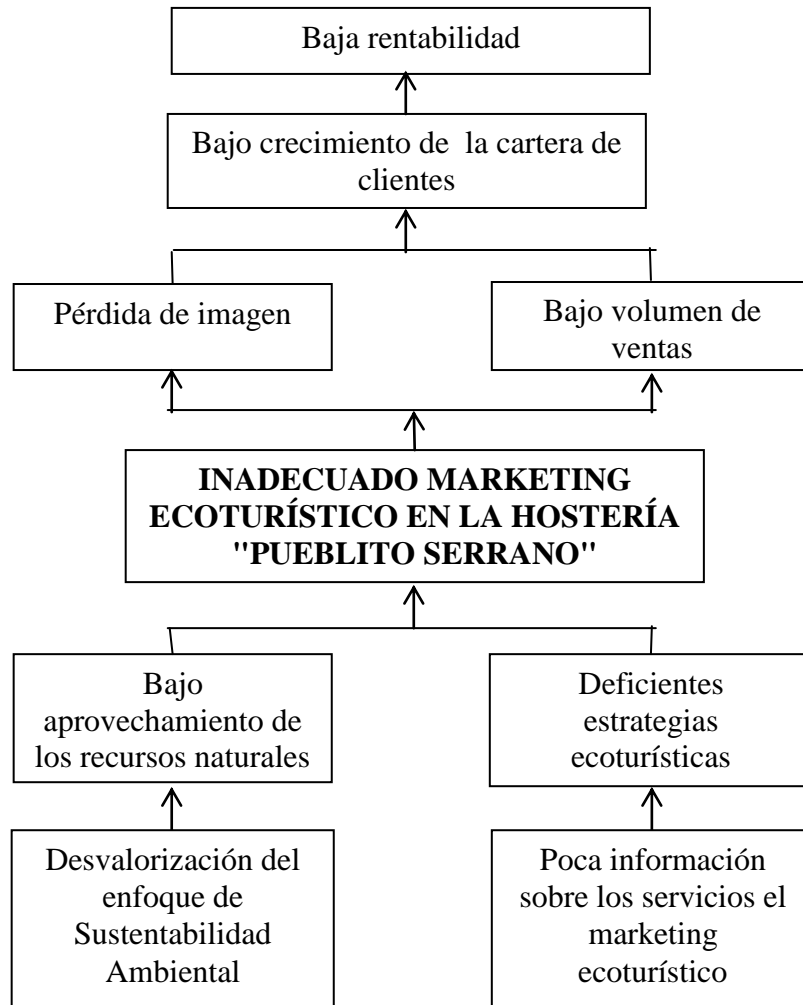 Baja rentabilidad
Bajo crecimiento de la cartera de
clientes
Pérdida de imagen
Bajo volumen de
ventas
INADECUADO MARKETING
ECOTURÍSTICO EN LA HOSTERÍA
"PUEBLITO SERRANO"
Bajo
aprovechamiento de
los recursos naturales
Deficientes
estrategias
ecoturísticas
Desvalorización del
enfoque de
Sustentabilidad
Ambiental
Poca información
sobre los servicios el
marketing
ecoturístico